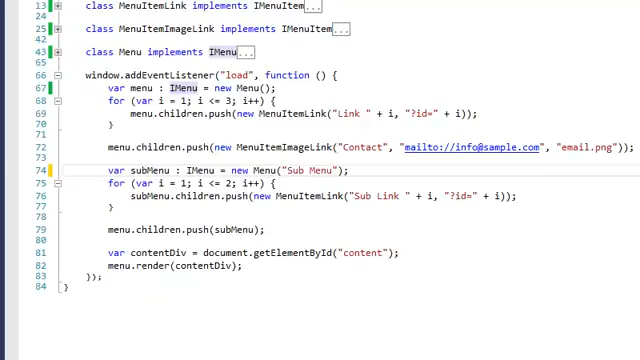 13 class MenuItemLink implements IMenuItem...
24
25 class MenuItemImageLink implements IMenuItem...
42
43 class Menu implements IMenu...
65
66 window.addEventListener("load", function () {
67 var menu : IMenu = new Menu();
68 for (var i = 1; i <= 3; i++) {
69 menu.children.push(new MenuItemLink("Link " + i, "?id=" + i));
70 }
71
72 menu.children.push(new MenuItemImageLink("Contact", "mailto://info@sample.com", "email.png"));
73
74 var subMenu : IMenu = new Menu("Sub Menu");
75 for (var i = 1; i <= 2; i++) {
76 subMenu.children.push(new MenuItemLink("Sub Link " + i, "?id=" + i));
77 }
78
79 menu.children.push(subMenu);
80
81 var contentDiv = document.getElementById("content");
82 menu.render(contentDiv);
83 });
84 }